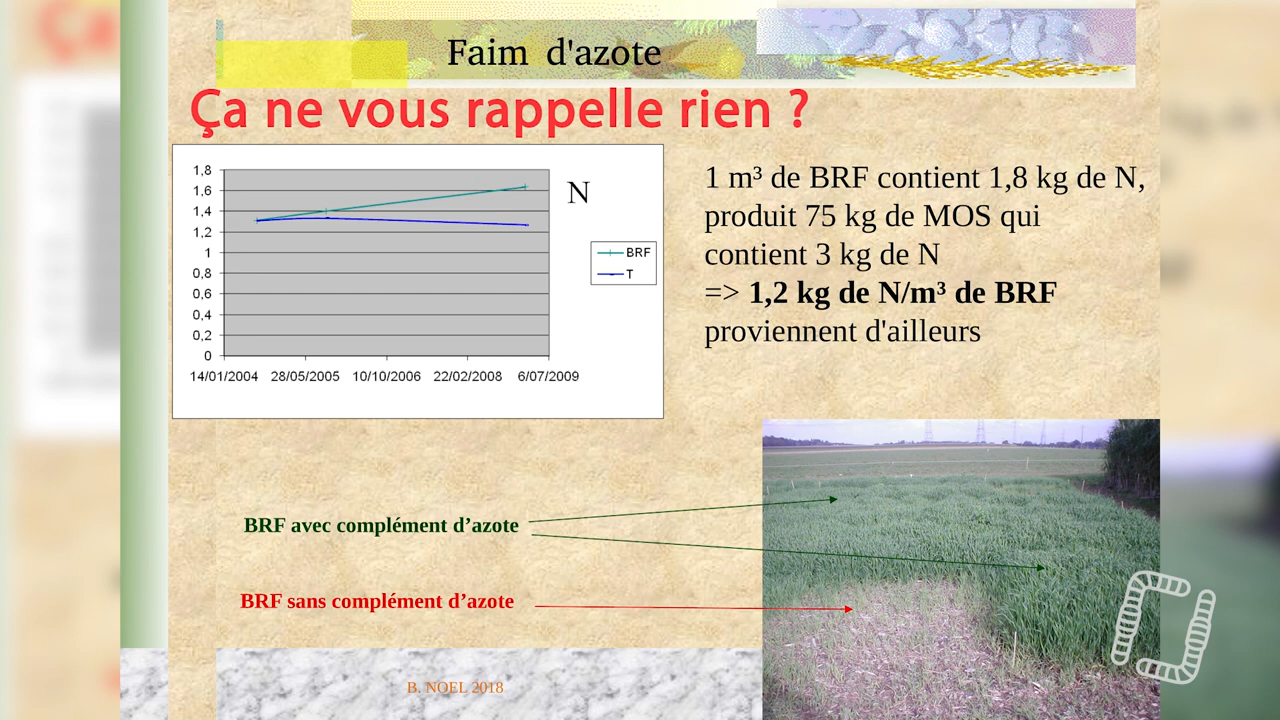 Faim d'azote
Ça ne vous rappelle rien ?
1,8
1,6
1,4
1,2
1
0,8
0,6
0,4
0,2
0
14/01/2004 28/05/2005 10/10/2006 22/02/2008 6/07/2009
N
BRF
T
1 m³ de BRF contient 1,8 kg de N,
produit 75 kg de MOS qui
contient 3 kg de N
=> 1,2 kg de N/m³ de BRF
proviennent d'ailleurs
BRF avec complément d’azote
BRF sans complément d’azote
B. NOEL 2018